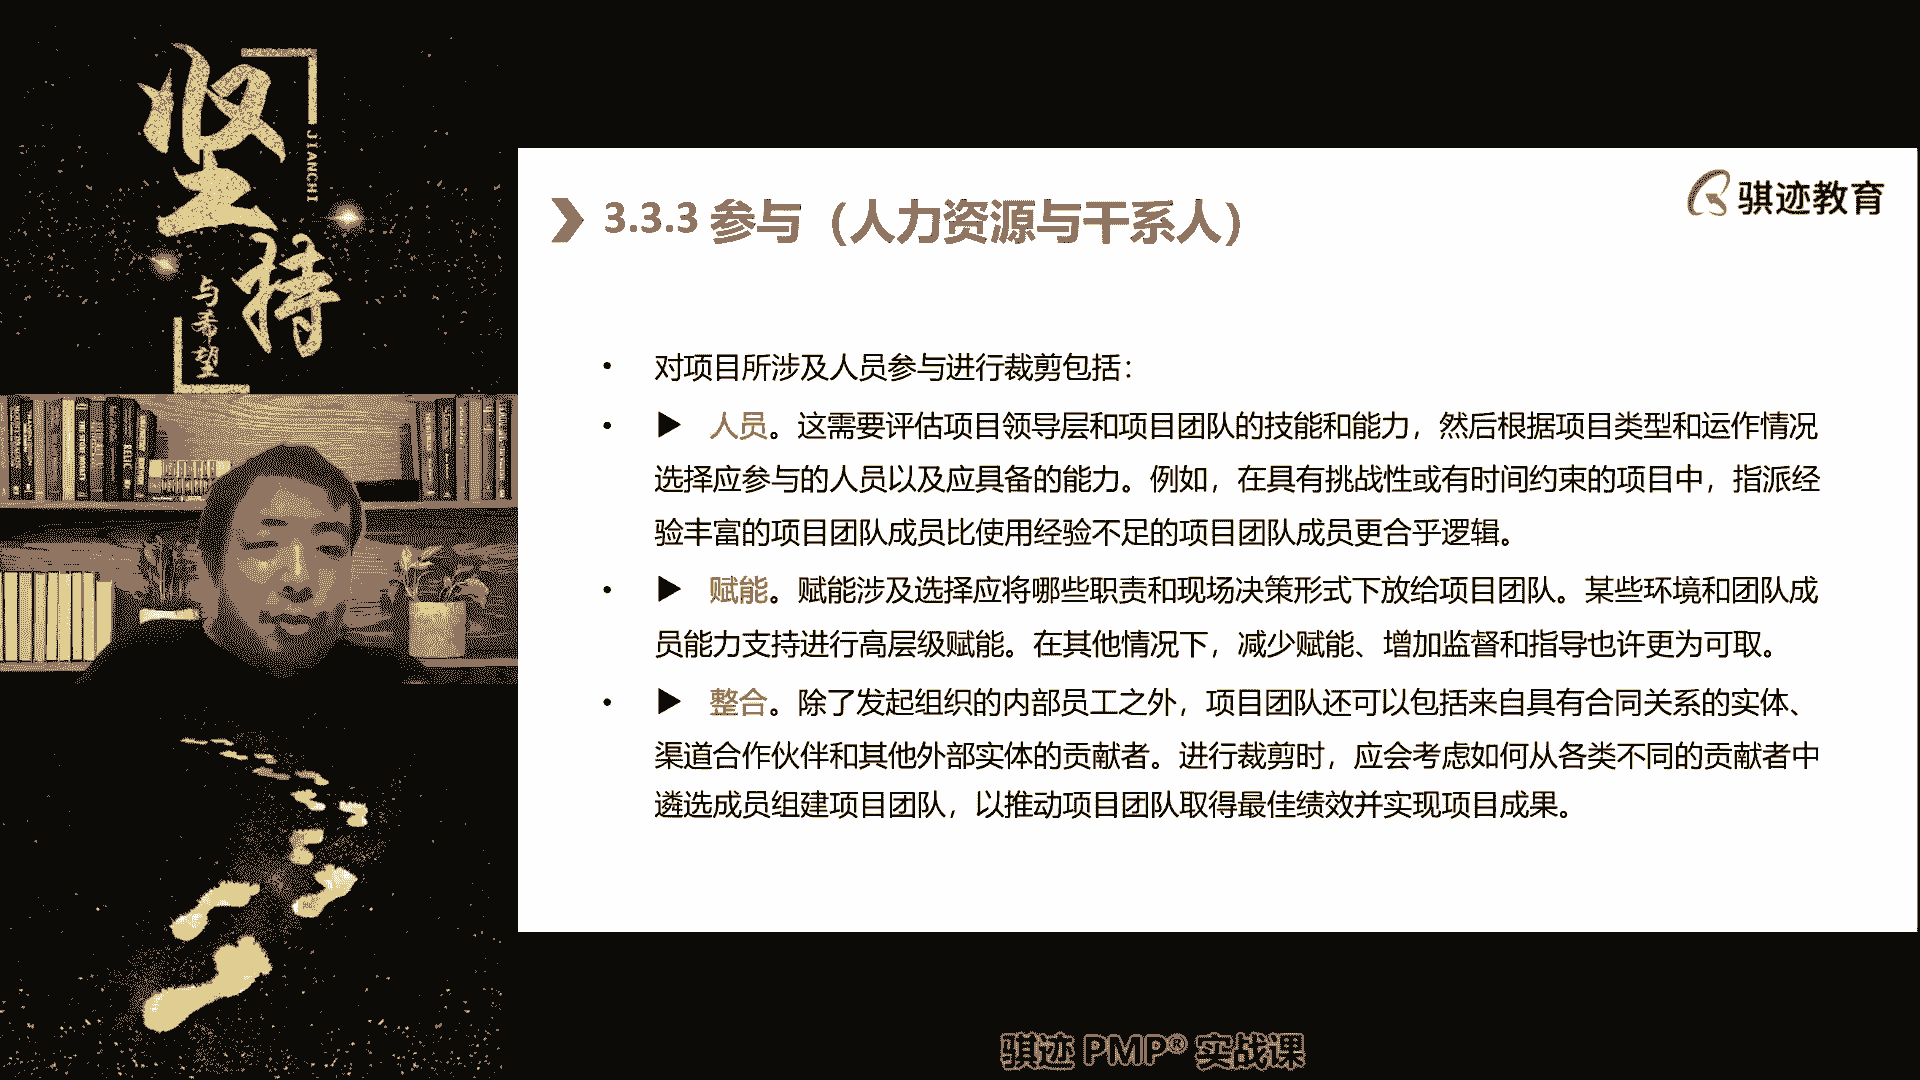 坚持
JIANCHI
与希望
骐迹教育
3.3.3 参与（人力资源与干系人）
• 对项目所涉及人员参与进行裁剪包括：
• ► 人员。这需要评估项目领导层和项目团队的技能和能力，然后根据项目类型和运作情况
选择应参与的人员以及应具备的能力。例如，在具有挑战性或有时间约束的项目中，指派经
验丰富的项目团队成员比使用经验不足的项目团队成员更合乎逻辑。
• ► 赋能。赋能涉及选择应将哪些职责和现场决策形式下放给项目团队。某些环境和团队成
员能力支持进行高层级赋能。在其他情况下，减少赋能、增加监督和指导也许更为可取。
• ► 整合。除了发起组织的内部员工之外，项目团队还可以包括来自具有合同关系的实体、
渠道合作伙伴和其他外部实体的贡献者。进行裁剪时，应会考虑如何从各类不同的贡献者中
遴选成员组建项目团队，以推动项目团队取得最佳绩效并实现项目成果。
骐迹 PMP® 实战课